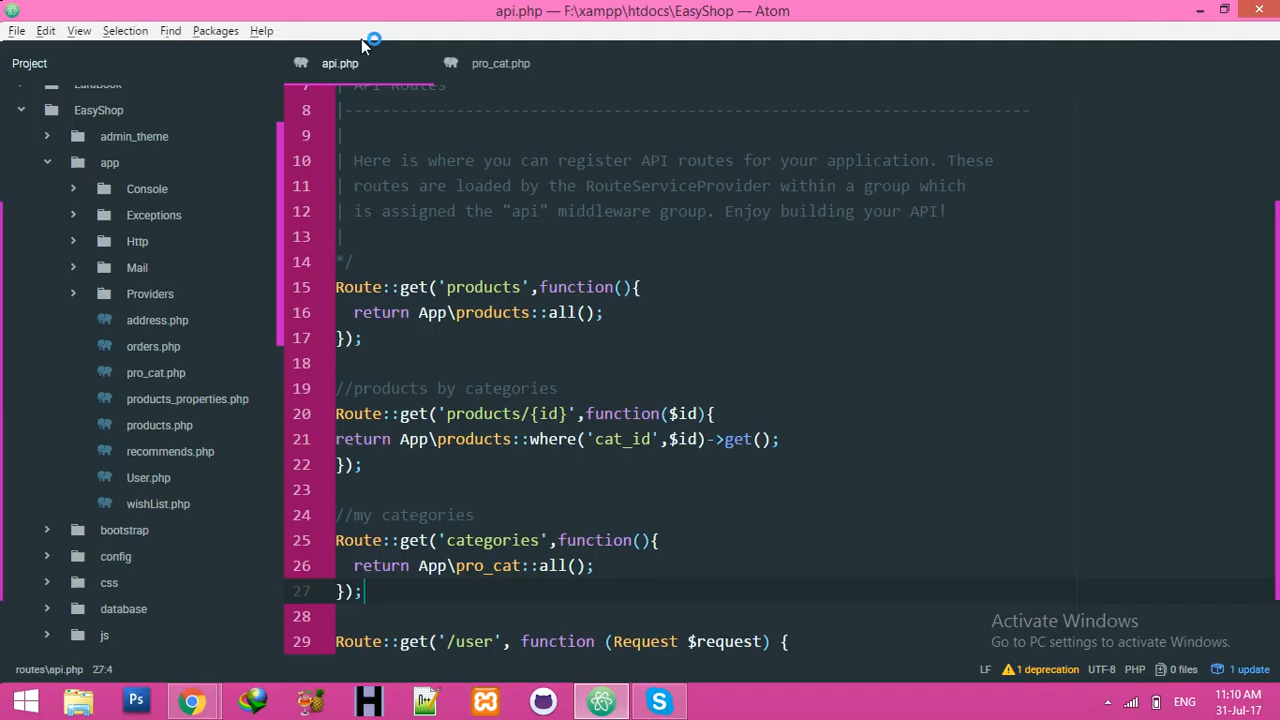 api.php — F:\xampp\htdocs\EasyShop — Atom
File Edit View Selection Find Packages Help
Project
api.php
pro_cat.php
EasyShop
admin_theme
app
Console
Exceptions
Http
Mail
Providers
address.php
orders.php
pro_cat.php
products_properties.php
products.php
recommends.php
User.php
wishList.php
bootstrap
config
css
database
js
7 | API Routes
8 |--------------------------------------------------------------------------
9 |
10 | Here is where you can register API routes for your application. These
11 | routes are loaded by the RouteServiceProvider within a group which
12 | is assigned the "api" middleware group. Enjoy building your API!
13 |
14 */
15 Route::get('products',function(){
16 return App\products::all();
17 });
18
19 //products by categories
20 Route::get('products/{id}',function($id){
21 return App\products::where('cat_id',$id)->get();
22 });
23
24 //my categories
25 Route::get('categories',function(){
26 return App\pro_cat::all();
27 });
28
29 Route::get('/user', function (Request $request) {
Activate Windows
Go to PC settings to activate Windows.
routes\api.php 27:4
LF 1 deprecation UTF-8 PHP 0 files 1 update
Ps
ENG
11:10 AM
31-Jul-17